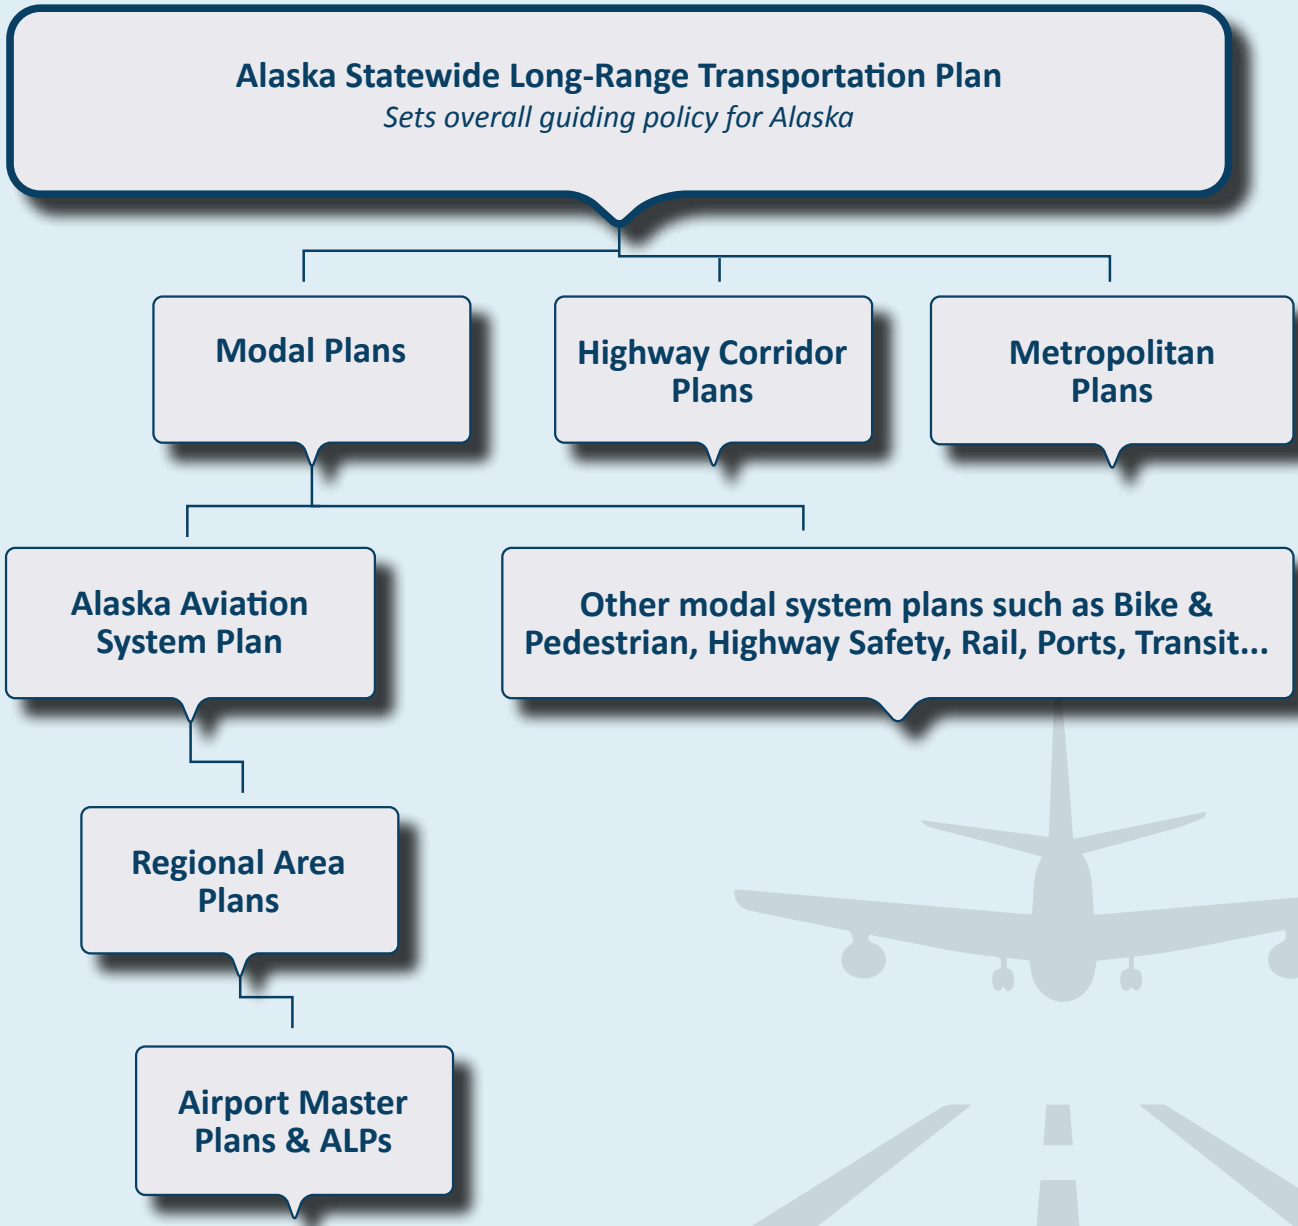 Alaska Statewide Long-Range Transportation Plan
Sets overall guiding policy for Alaska
Modal Plans
Highway Corridor
Plans
Metropolitan
Plans
Alaska Aviation
System Plan
Other modal system plans such as Bike &
Pedestrian, Highway Safety, Rail, Ports, Transit...
Regional Area
Plans
Airport Master
Plans & ALPs